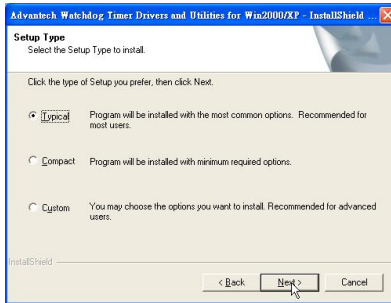 Advantech Watchdog Timer Drivers and Utilities for Win2000/XP - InstallShield ...
Setup Type
Select the Setup Type to install.
Click the type of Setup you prefer, then click Next.
Typical
Program will be installed with the most common options. Recommended for
most users.
Compact
Program will be installed with minimum required options.
Custom
You may choose the options you want to install. Recommended for advanced
users.
InstallShield
< Back
Next >
Cancel